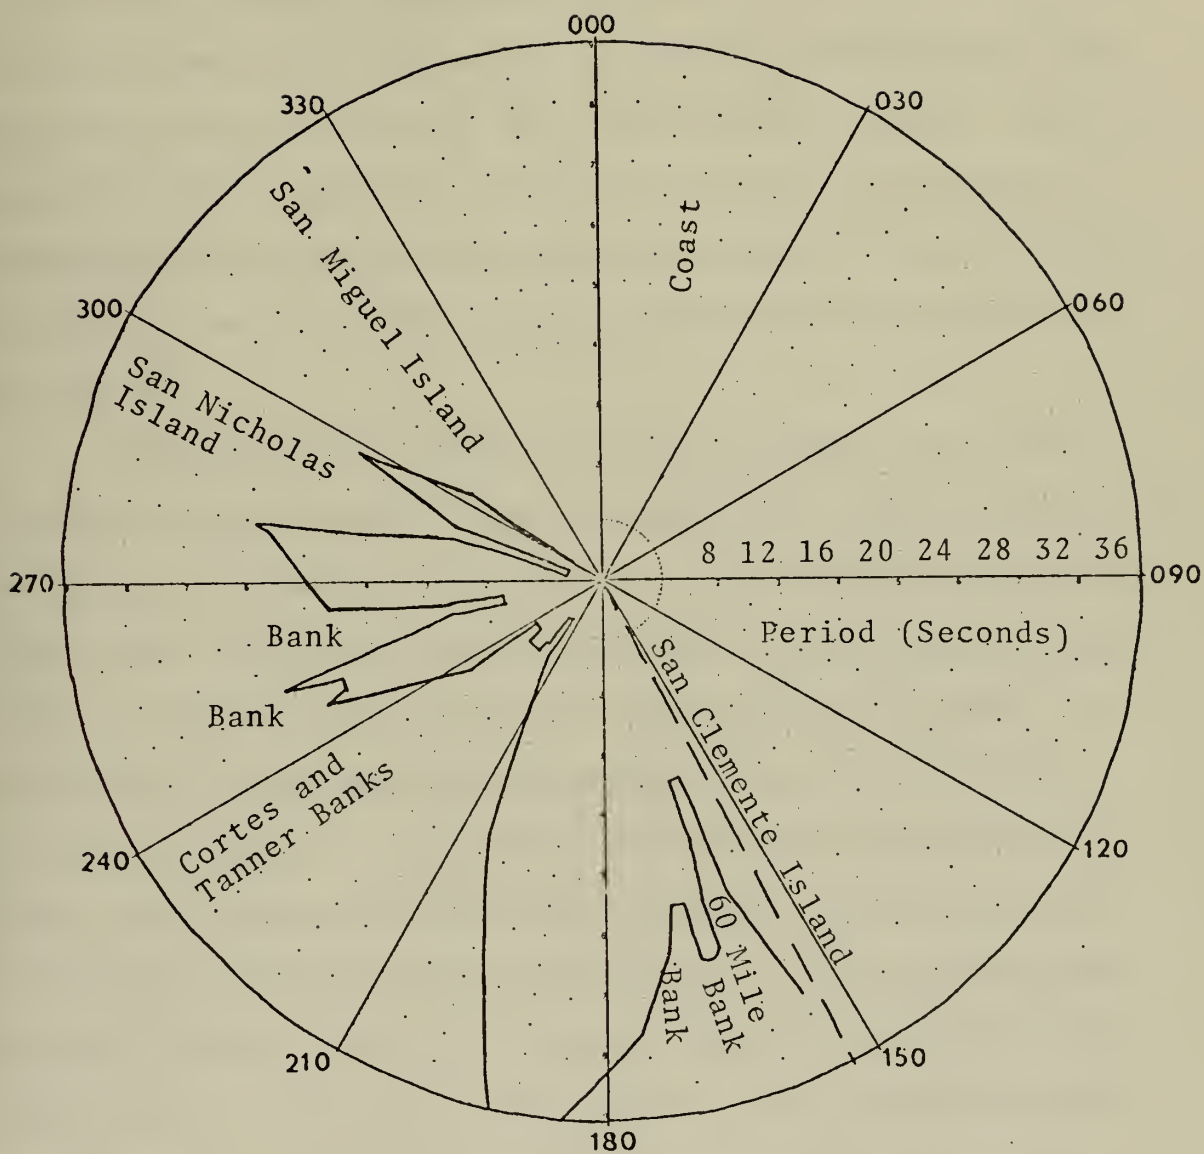 000
330
030
San Miguel Island
Coast
300
060
San Nicholas
Island
8 12 16 20 24 28 32 36
270
090
Bank
Period (Seconds)
Bank
San Clemente Island
Cortes and
Tanner Banks
240
120
60 Mile
Bank
Bank
210
150
180